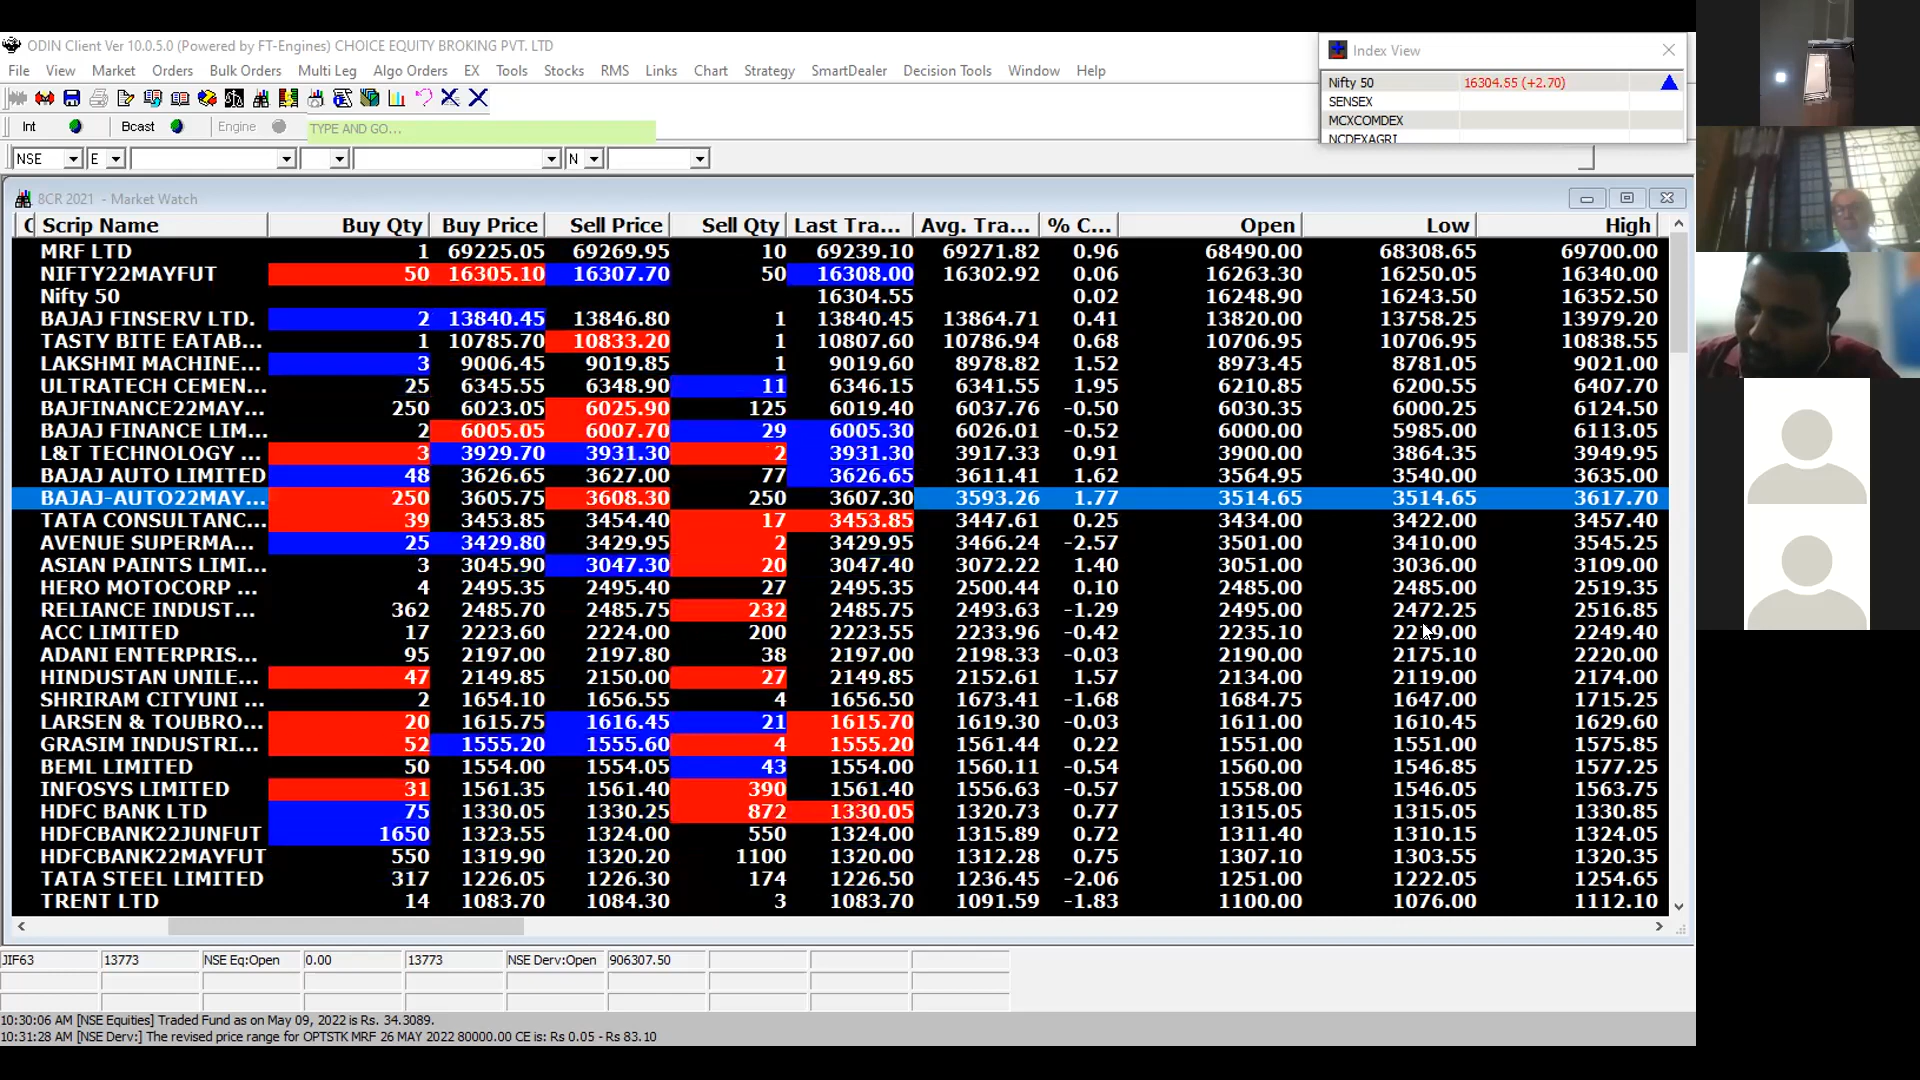 ODIN Client Ver 10.0.5.0 (Powered by FT-Engines) CHOICE EQUITY BROKING PVT. LTD
File View Market Orders Bulk Orders Multi Leg Algo Orders EX Tools Stocks RMS Links Chart Strategy SmartDealer Decision Tools Window Help
Index View
Nifty 50 16304.55 (+2.70)
SENSEX
MCXCOMDEX
NCDEXAGRI
Int Bcast Engine TYPE AND GO...
NSE E N
8CR 2021 - Market Watch
C Scrip Name Buy Qty Buy Price Sell Price Sell Qty Last Tra... Avg. Tra... % C... Open Low High
MRF LTD 1 69225.05 69269.95 10 69239.10 69271.82 0.96 68490.00 68308.65 69700.00
NIFTY22MAYFUT 50 16305.10 16307.70 50 16308.00 16302.92 0.06 16263.30 16250.05 16340.00
Nifty 50 16304.55 0.02 16248.90 16243.50 16352.50
BAJAJ FINSERV LTD. 2 13840.45 13846.80 1 13840.45 13864.71 0.41 13820.00 13758.25 13979.20
TASTY BITE EATAB... 1 10785.70 10833.20 1 10807.60 10786.94 0.68 10706.95 10706.95 10838.55
LAKSHMI MACHINE... 3 9006.45 9019.85 1 9019.60 8978.82 1.52 8973.45 8781.05 9021.00
ULTRATECH CEMEN... 25 6345.55 6348.90 11 6346.15 6341.55 1.95 6210.85 6200.55 6407.70
BAJFINANCE22MAY... 250 6023.05 6025.90 125 6019.40 6037.76 -0.50 6030.35 6000.25 6124.50
BAJAJ FINANCE LIM... 2 6005.05 6007.70 29 6005.30 6026.01 -0.52 6000.00 5985.00 6113.05
L&T TECHNOLOGY ... 3 3929.70 3931.30 2 3931.30 3917.33 0.91 3900.00 3864.35 3949.95
BAJAJ AUTO LIMITED 48 3626.65 3627.00 77 3626.65 3611.41 1.62 3564.95 3540.00 3635.00
BAJAJ-AUTO22MAY... 250 3605.75 3608.30 250 3607.30 3593.26 1.77 3514.65 3514.65 3617.70
TATA CONSULTANC... 39 3453.85 3454.40 17 3453.85 3447.61 0.25 3434.00 3422.00 3457.40
AVENUE SUPERMA... 25 3429.80 3429.95 2 3429.95 3466.24 -2.57 3501.00 3410.00 3545.25
ASIAN PAINTS LIMI... 3 3045.90 3047.30 20 3047.40 3072.22 1.40 3051.00 3036.00 3109.00
HERO MOTOCORP ... 4 2495.35 2495.40 27 2495.35 2500.44 0.10 2485.00 2485.00 2519.35
RELIANCE INDUST... 362 2485.70 2485.75 232 2485.75 2493.63 -1.29 2495.00 2472.25 2516.85
ACC LIMITED 17 2223.60 2224.00 200 2223.55 2233.96 -0.42 2235.10 2249.40
ADANI ENTERPRIS... 95 2197.00 2197.80 38 2197.00 2198.33 -0.03 2190.00 2175.10 2220.00
HINDUSTAN UNILE... 47 2149.85 2150.00 27 2149.85 2152.61 1.57 2134.00 2119.00 2174.00
SHRIRAM CITYUNI ... 2 1654.10 1656.55 4 1656.50 1673.41 -1.68 1684.75 1647.00 1715.25
LARSEN & TOUBRO... 20 1615.75 1616.45 21 1615.70 1619.30 -0.03 1611.00 1610.45 1629.60
GRASIM INDUSTRI... 52 1555.20 1555.60 4 1555.20 1561.44 0.22 1551.00 1551.00 1575.85
BEML LIMITED 50 1554.00 1554.05 43 1554.00 1560.11 -0.54 1560.00 1546.85 1577.25
INFOSYS LIMITED 31 1561.35 1561.40 390 1561.40 1556.63 -0.57 1558.00 1546.05 1563.75
HDFC BANK LTD 75 1330.05 1330.25 872 1330.05 1320.73 0.77 1315.05 1315.05 1330.85
HDFCBANK22JUNFUT 1650 1323.55 1324.00 550 1324.00 1315.89 0.72 1311.40 1310.15 1324.05
HDFCBANK22MAYFUT 550 1319.90 1320.20 1100 1320.00 1312.28 0.75 1307.10 1303.55 1320.35
TATA STEEL LIMITED 317 1226.05 1226.30 174 1226.50 1236.45 -2.06 1251.00 1222.05 1254.65
TRENT LTD 14 1083.70 1084.30 3 1083.70 1091.59 -1.83 1100.00 1076.00 1112.10
JIF63 13773 NSE Eq:Open 0.00 13773 NSE Derv:Open 906307.50
10:30:06 AM [NSE Equities] Traded Fund as on May 09, 2022 is Rs. 34.3089.
10:31:28 AM [NSE Derv:] The revised price range for OPTSTK MRF 26 MAY 2022 80000.00 CE is: Rs 0.05 - Rs 83.10